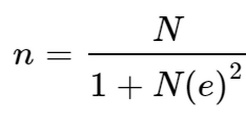 n = N / 1 + N(e)²